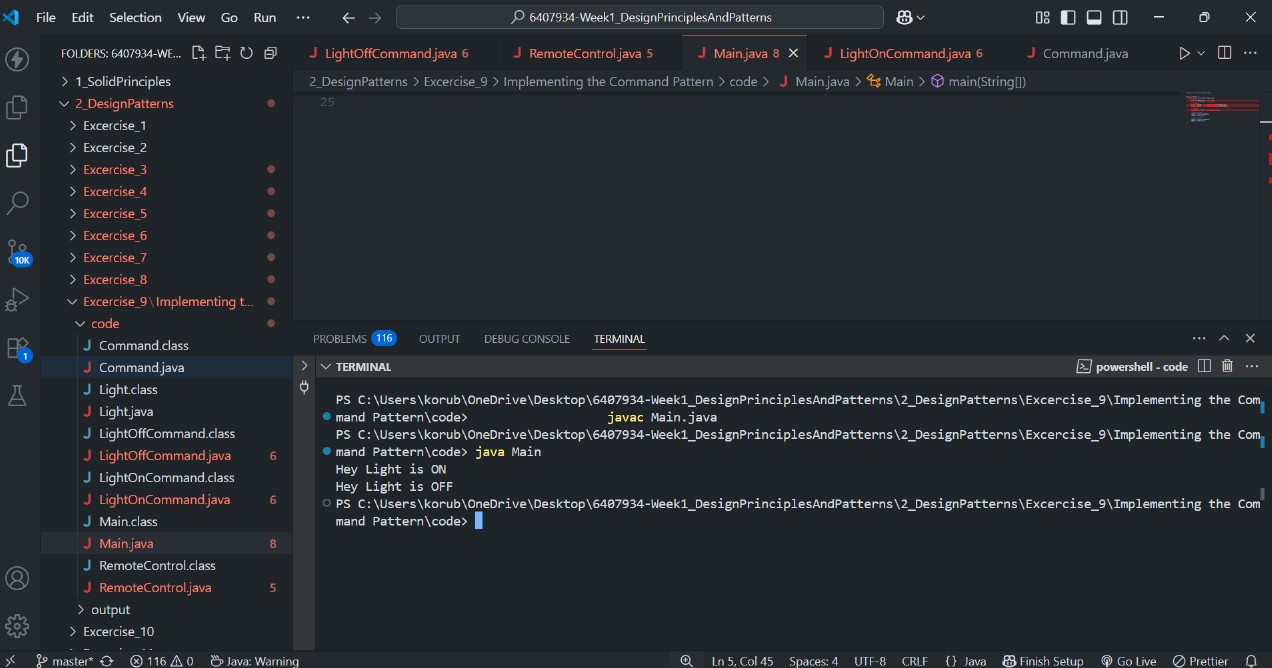 File Edit Selection View Go Run ··· 6407934-Week1_DesignPrinciplesAndPatterns
FOLDERS: 6407934-WE...
LightOffCommand.java 6 RemoteControl.java 5 Main.java 8 LightOnCommand.java 6 Command.java
2_DesignPatterns > Excercise_9 > Implementing the Command Pattern > code > Main.java > Main > main(String[])
25
1_SolidPrinciples
2_DesignPatterns
Excercise_1
Excercise_2
Excercise_3
Excercise_4
Excercise_5
Excercise_6
Excercise_7
Excercise_8
Excercise_9 \ Implementing t...
code
Command.class
Command.java
Light.class
Light.java
LightOffCommand.class
LightOffCommand.java 6
LightOnCommand.class
LightOnCommand.java 6
Main.class
Main.java 8
RemoteControl.class
RemoteControl.java 5
output
Excercise_10
10K
1
PROBLEMS 116 OUTPUT DEBUG CONSOLE TERMINAL
TERMINAL powershell - code
PS C:\Users\korub\OneDrive\Desktop\6407934-Week1_DesignPrinciplesAndPatterns\2_DesignPatterns\Excercise_9\Implementing the Com
mand Pattern\code> javac Main.java
PS C:\Users\korub\OneDrive\Desktop\6407934-Week1_DesignPrinciplesAndPatterns\2_DesignPatterns\Excercise_9\Implementing the Com
mand Pattern\code> java Main
Hey Light is ON
Hey Light is OFF
PS C:\Users\korub\OneDrive\Desktop\6407934-Week1_DesignPrinciplesAndPatterns\2_DesignPatterns\Excercise_9\Implementing the Com
mand Pattern\code>
master* 116 0 Java: Warning Ln 5, Col 45 Spaces: 4 UTF-8 CRLF {} Java Finish Setup Go Live Prettier